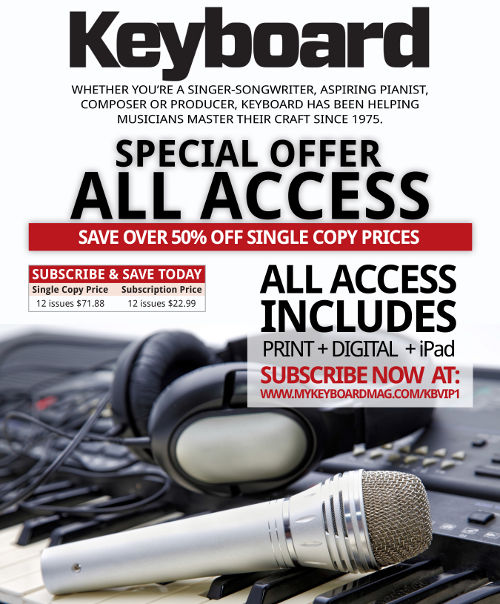 Keyboard
WHETHER YOU'RE A SINGER-SONGWRITER, ASPIRING PIANIST,
COMPOSER OR PRODUCER, KEYBOARD HAS BEEN HELPING
MUSICIANS MASTER THEIR CRAFT SINCE 1975.
SPECIAL OFFER
ALL ACCESS
SAVE OVER 50% OFF SINGLE COPY PRICES
SUBSCRIBE & SAVE TODAY
Single Copy Price Subscription Price
12 issues $71.88 12 issues $22.99
ALL ACCESS
INCLUDES
PRINT + DIGITAL + iPad
SUBSCRIBE NOW AT:
WWW.MYKEYBOARDMAG.COM/KBVIP1